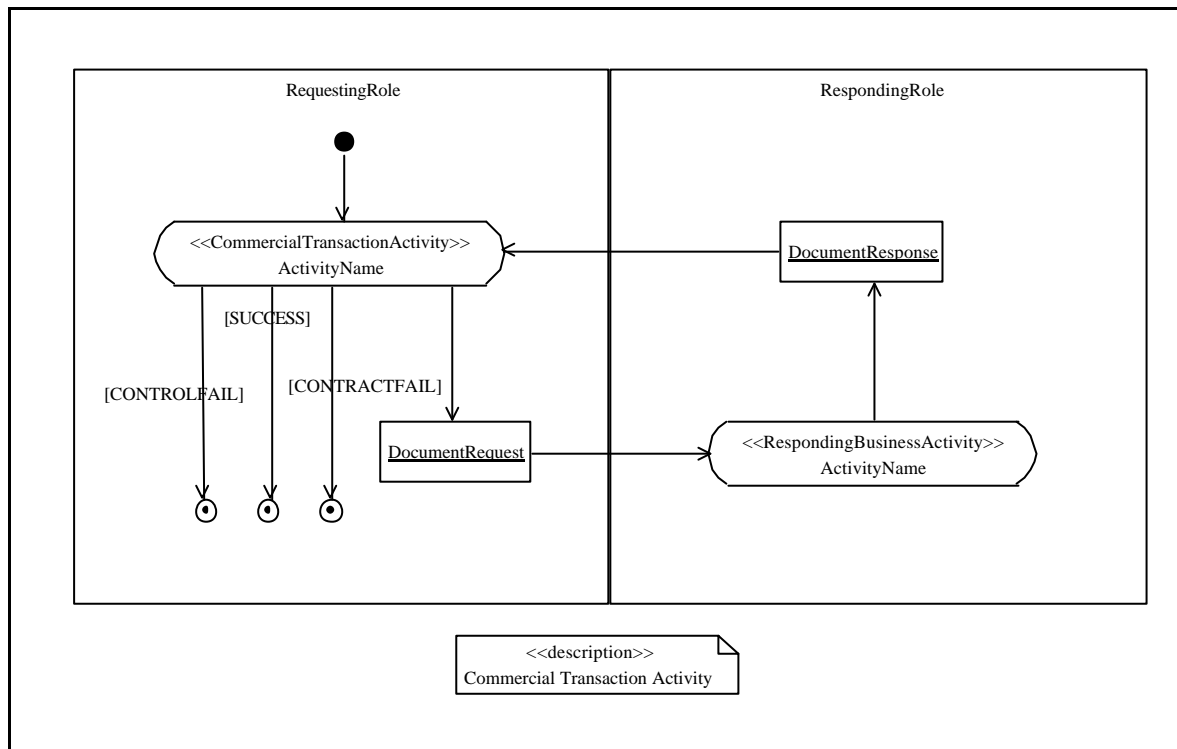 RequestingRole
RespondingRole
<<CommercialTransactionActivity>>
ActivityName
DocumentResponse
[SUCCESS]
[CONTROLFAIL]
[CONTRACTFAIL]
DocumentRequest
<<RespondingBusinessActivity>>
ActivityName
<<description>>
Commercial Transaction Activity